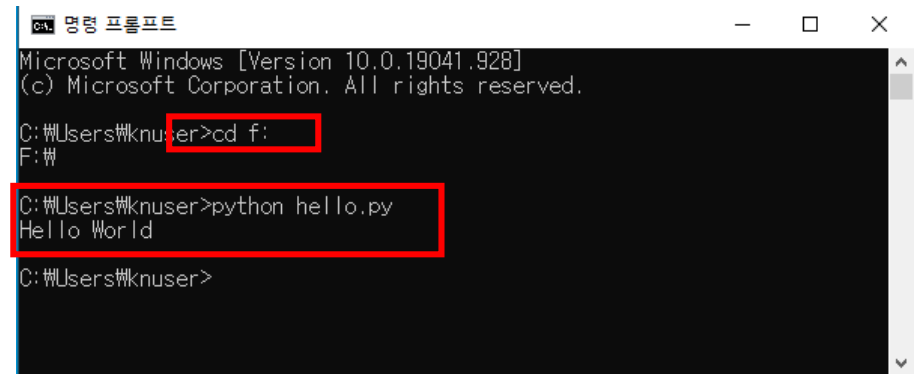 명령 프롬프트
Microsoft Windows [Version 10.0.19041.928]
(c) Microsoft Corporation. All rights reserved.
C:₩Users₩knuser>cd f:
F:₩
C:₩Users₩knuser>python hello.py
Hello World
C:₩Users₩knuser>